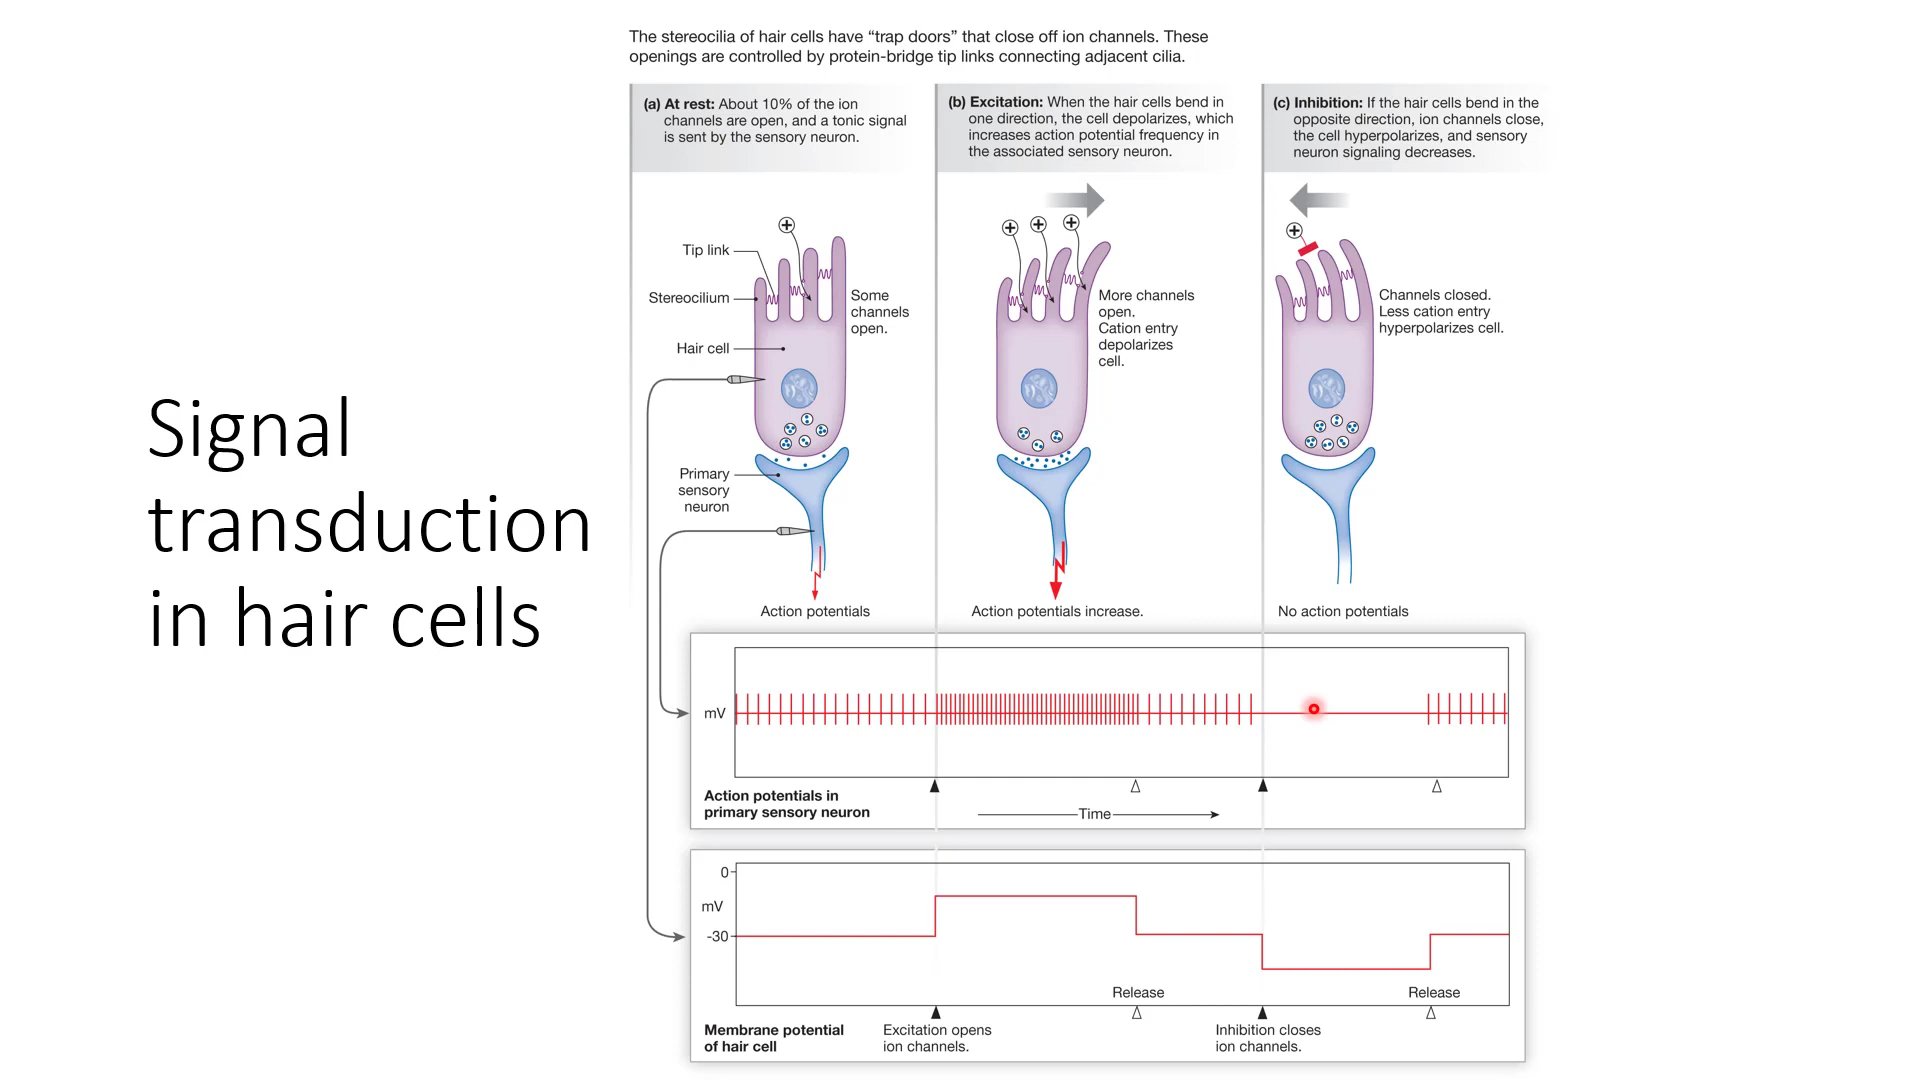 Signal
transduction
in hair cells
The stereocilia of hair cells have “trap doors” that close off ion channels. These
openings are controlled by protein-bridge tip links connecting adjacent cilia.
(a) At rest: About 10% of the ion
channels are open, and a tonic signal
is sent by the sensory neuron.
(b) Excitation: When the hair cells bend in
one direction, the cell depolarizes, which
increases action potential frequency in
the associated sensory neuron.
(c) Inhibition: If the hair cells bend in the
opposite direction, ion channels close,
the cell hyperpolarizes, and sensory
neuron signaling decreases.
Tip link
Stereocilium
Hair cell
Primary
sensory
neuron
Some
channels
open.
Action potentials
More channels
open.
Cation entry
depolarizes
cell.
Action potentials increase.
Channels closed.
Less cation entry
hyperpolarizes cell.
No action potentials
mV
Action potentials in
primary sensory neuron
Time
0
mV
-30
Release
Release
Membrane potential
of hair cell
Excitation opens
ion channels.
Inhibition closes
ion channels.